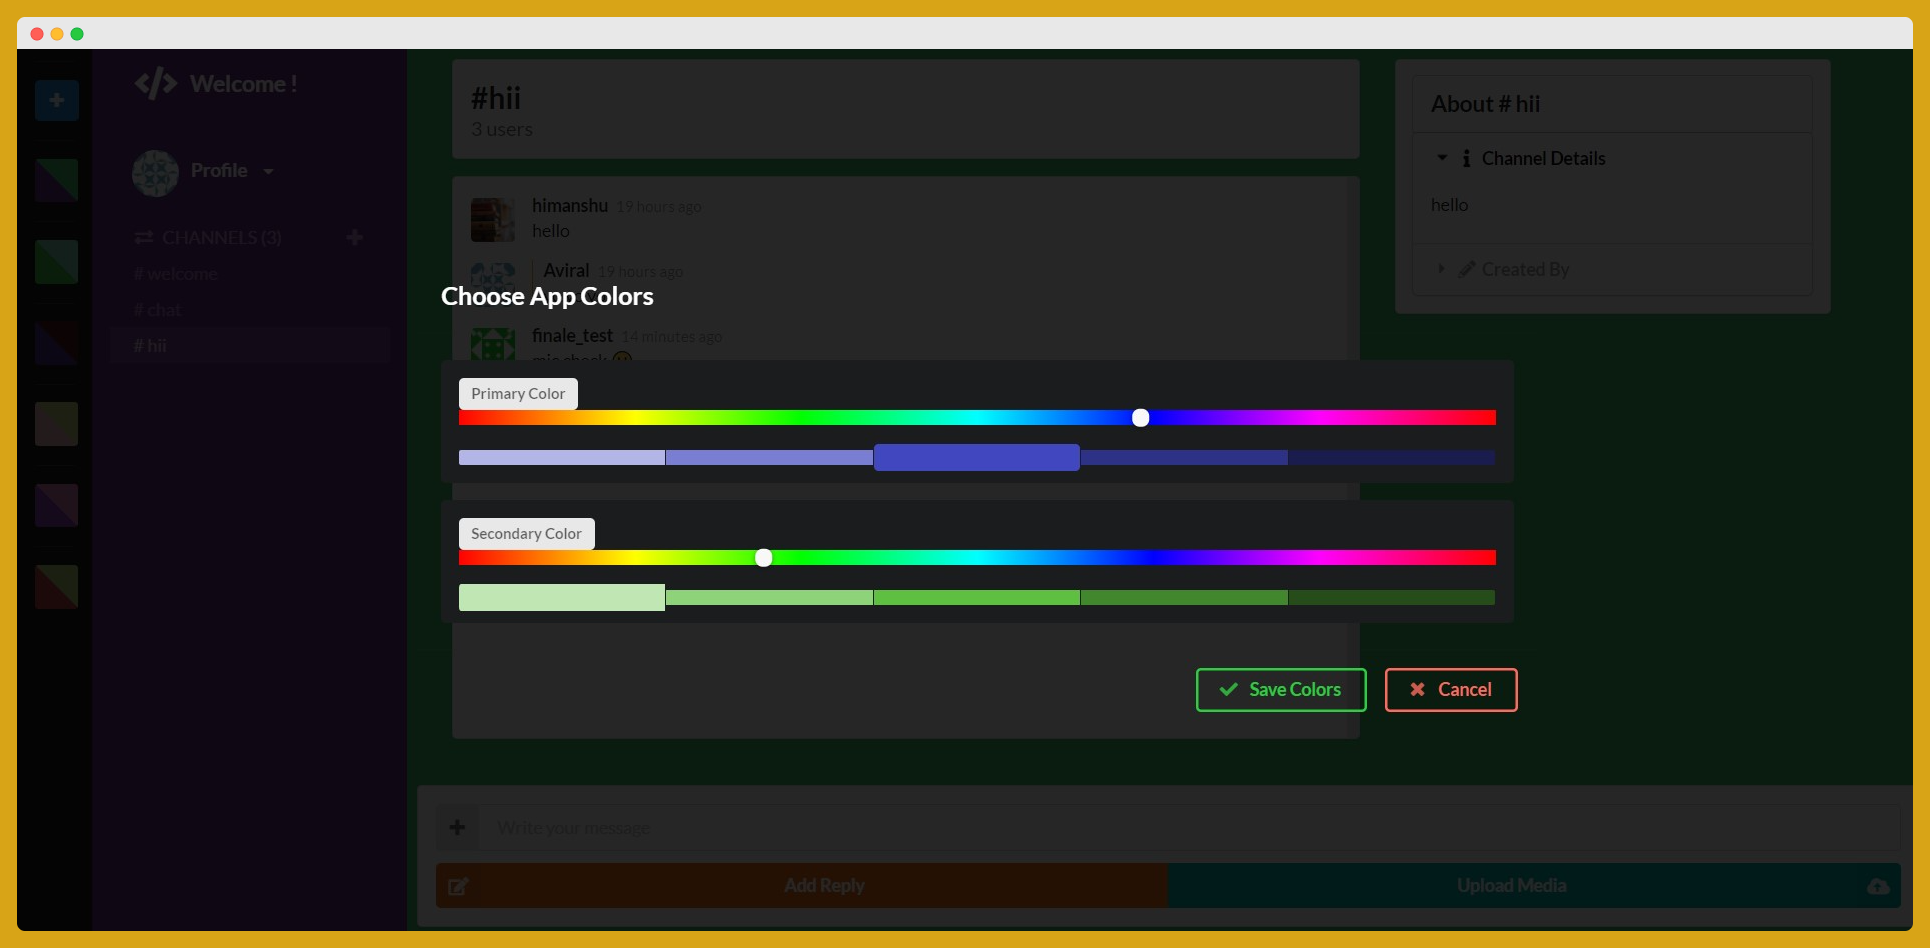 Welcome !
Profile
CHANNELS (3)
# welcome
# chat
# hii
#hii
3 users
himanshu 19 hours ago
hello
Aviral 19 hours ago
Choose App Colors
finale_test 14 minutes ago
mic check
Primary Color
Secondary Color
Save Colors
Cancel
About # hii
Channel Details
hello
Created By
Write your message
Add Reply
Upload Media